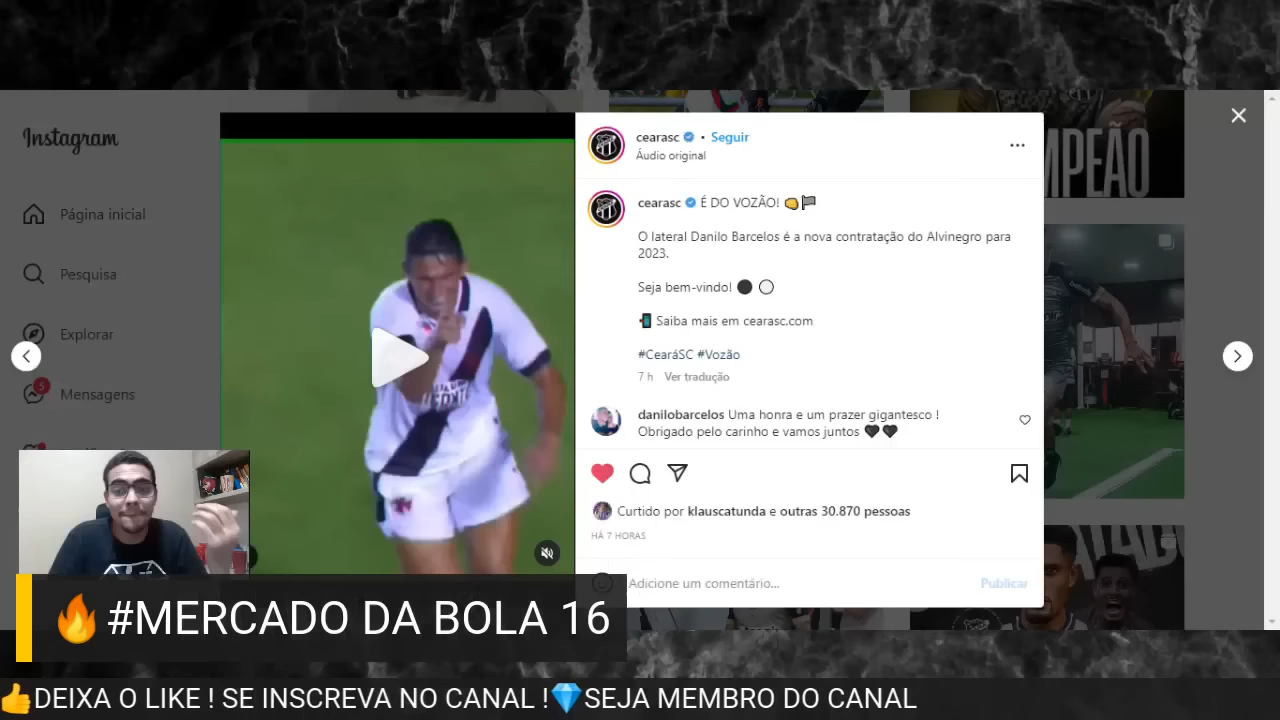 Instagram
Página inicial
Pesquisa
Explorar
5
Mensagens
cearasc • Seguir
Áudio original
cearasc É DO VOZÃO! 🤜🏴
O lateral Danilo Barcelos é a nova contratação do Alvinegro para
2023.
Seja bem-vindo! ⚫ ⚪
📲 Saiba mais em cearasc.com
#CearáSC #Vozão
7 h Ver tradução
danilobarcelos Uma honra e um prazer gigantesco !
Obrigado pelo carinho e vamos juntos 🖤🖤
Curtido por klauscatunda e outras 30.870 pessoas
HÁ 7 HORAS
Adicione um comentário...
Publicar
MPEÃO
🔥#MERCADO DA BOLA 16
👍DEIXA O LIKE ! SE INSCREVA NO CANAL !💎SEJA MEMBRO DO CANAL